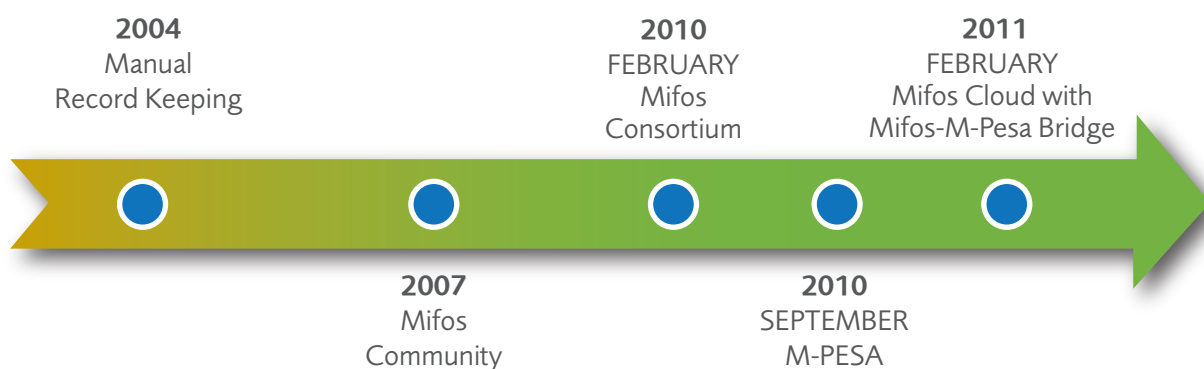 2004
Manual
Record Keeping
2010
FEBRUARY
Mifos
Consortium
2011
FEBRUARY
Mifos Cloud with
Mifos-M-Pesa Bridge
2007
Mifos
Community
2010
SEPTEMBER
M-PESA